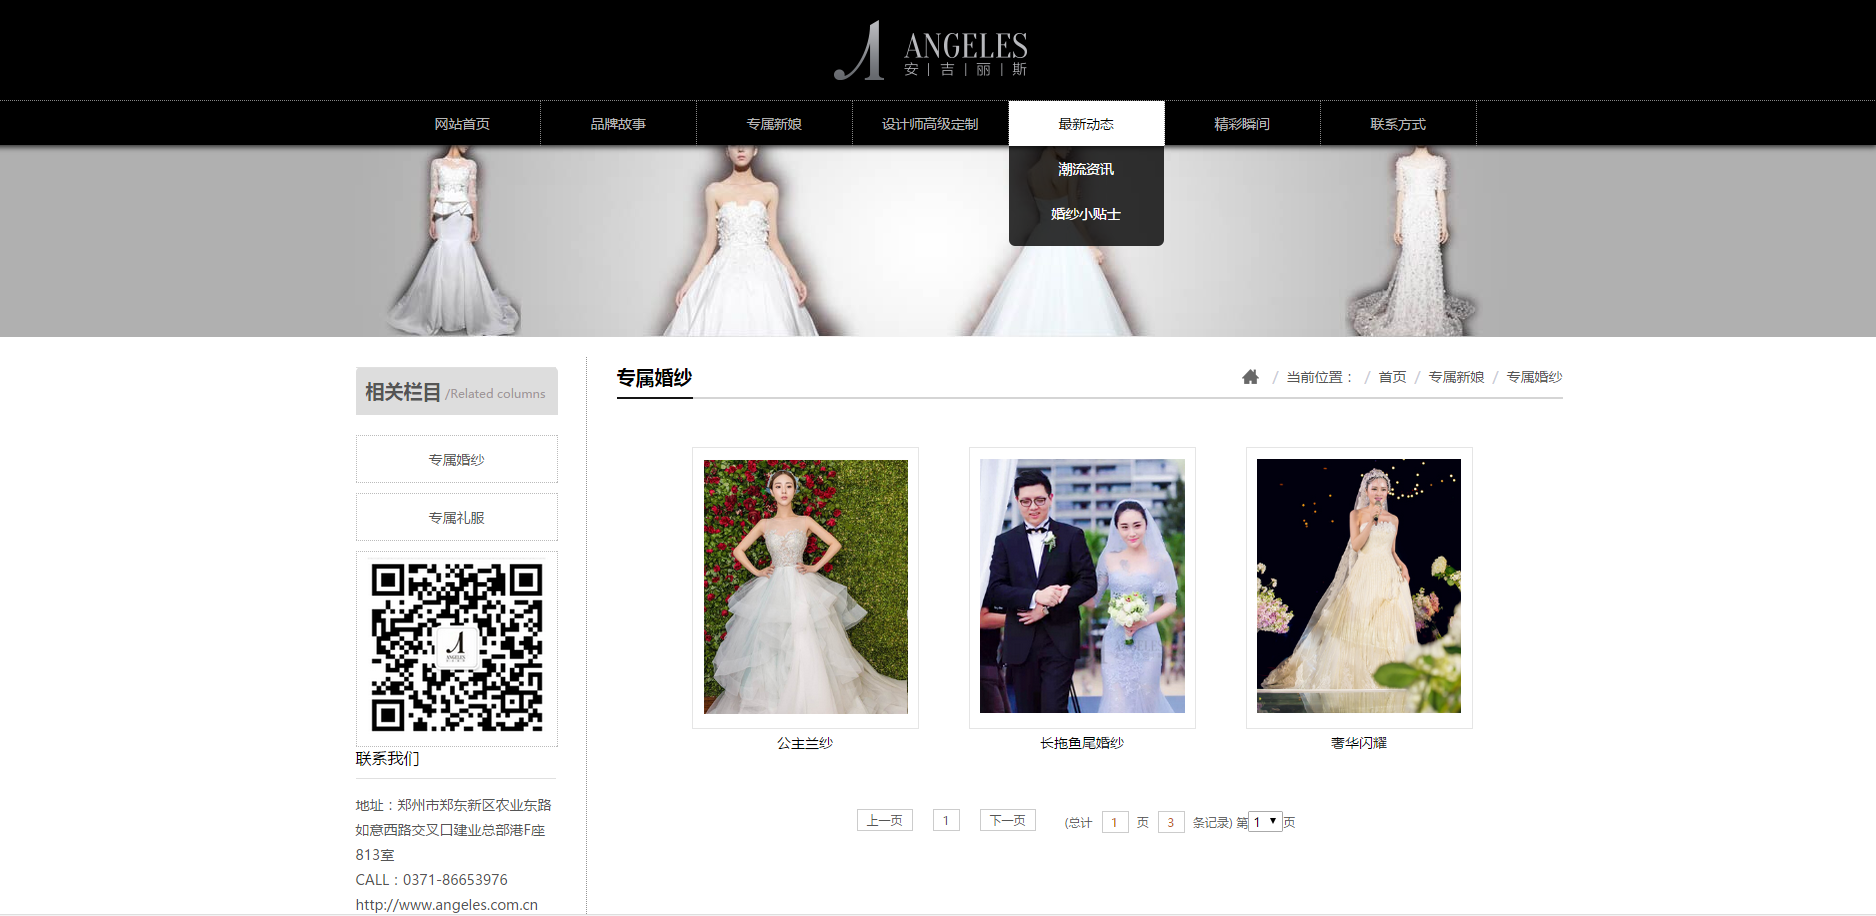 ANGELES
安 | 吉 | 丽 | 斯
网站首页
品牌故事
专属新娘
设计师高级定制
最新动态
精彩瞬间
联系方式
潮流资讯
婚纱小贴士
相关栏目 /Related columns
专属婚纱
专属礼服
ANGELES
联系我们
地址：郑州市郑东新区农业东路
如意西路交叉口建业总部港F座
813室
CALL：0371-86653976
http://www.angeles.com.cn
专属婚纱
/ 当前位置： / 首页 / 专属新娘 / 专属婚纱
ANGELES
公主兰纱
长拖鱼尾婚纱
奢华闪耀
上一页 1 下一页 (总计 1 页 3 条记录) 第1▼页